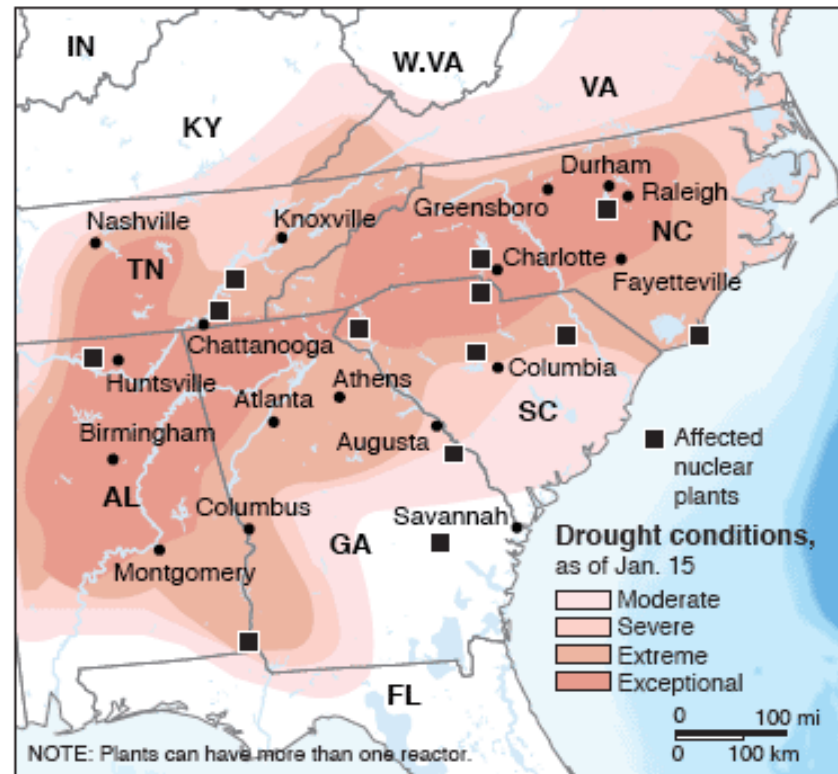 IN
W.VA
VA
KY
Durham
Greensboro
Raleigh
Nashville
Knoxville
TN
NC
Charlotte
Fayetteville
Chattanooga
Huntsville
Athens
Columbia
Atlanta
SC
Birmingham
Augusta
Affected
nuclear
plants
AL
Columbus
Savannah
GA
Montgomery
Drought conditions,
as of Jan. 15
Moderate
Severe
Extreme
Exceptional
FL
0 100 mi
0 100 km
NOTE: Plants can have more than one reactor.